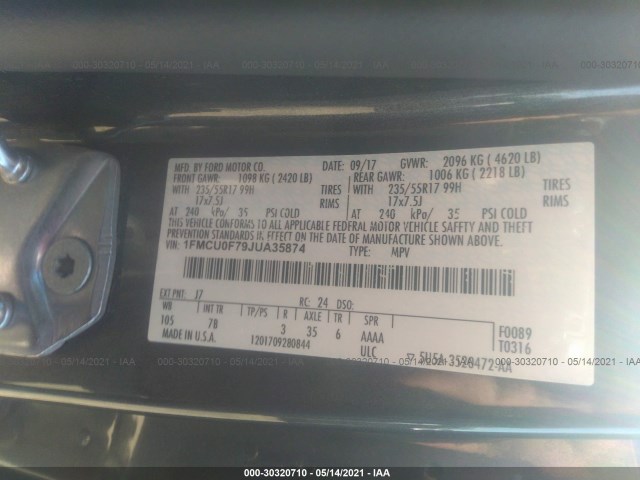 000-30320710 - 05/14/2021 - IAA
MFD. BY FORD MOTOR CO. 09/17 GVWR: 2096 KG ( 4620 LB)
FRONT GAWR: 1098 KG ( 2420 LB) REAR GAWR: 1006 KG ( 2218 LB)
WITH 235/55R17 99H TIRES WITH 235/55R17 99H TIRES
17x7.5J RIMS 17x7.5J RIMS
AT 240 kPa/ 35 PSI COLD AT 240 kPa/ 35 PSI COLD
THIS VEHICLE CONFORMS TO ALL APPLICABLE FEDERAL MOTOR VEHICLE SAFETY AND BUMPER
STANDARDS AND THEFT PREVENTION STANDARDS IN EFFECT ON THE DATE OF MANUFACTURE SHOWN ABOVE.
VIN: 1FMCU0F79JUA35874 TYPE: MPV
EXT PNT: J7 RC: 24 DSO:
WB INT TR TP/PS R AXLE TR SPR
105 7B 3 35 6 AAAA F0089
MADE IN U.S.A. 1201709280844 ULC T0316
3520472-AA
000-30320710 - 05/14/2021 - IAA